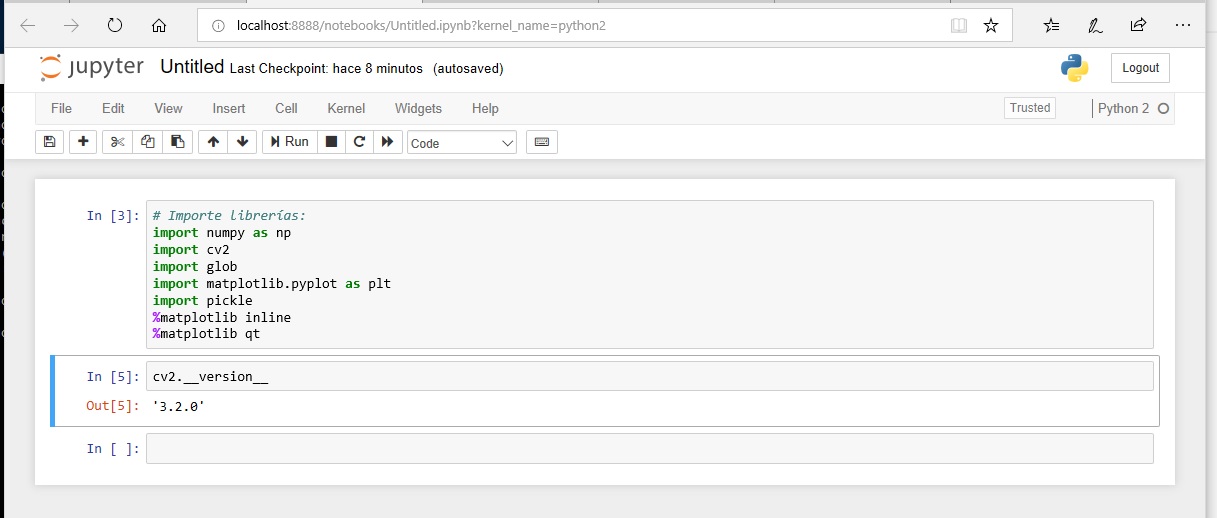 localhost:8888/notebooks/Untitled.ipynb?kernel_name=python2
jupyter Untitled Last Checkpoint: hace 8 minutos (autosaved)
Logout
File Edit View Insert Cell Kernel Widgets Help
Trusted
Python 2
Run
Code
In [3]: # Importe librerías:
import numpy as np
import cv2
import glob
import matplotlib.pyplot as plt
import pickle
%matplotlib inline
%matplotlib qt
In [5]: cv2.__version__
Out[5]: '3.2.0'
In [ ]: